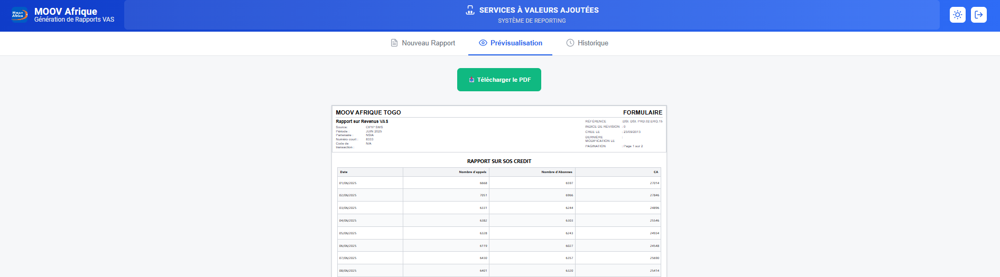 Moov
Africa
MOOV Afrique
Génération de Rapports VAS
SERVICES À VALEURS AJOUTÉES
SYSTÈME DE REPORTING
Nouveau Rapport
Prévisualisation
Historique
Télécharger le PDF
MOOV AFRIQUE TOGO
FORMULAIRE
Rapport sur Revenus VAS
Source: CIPIP SMS
Période : JUIN 2025
Partenaire : NSIA
Numéro court : 8333
Code de transaction : N/A
RÉFÉRENCE :DSI. DSI. PRD.02.ERQ.15
INDICE DE RÉVISION : 0
CREE LE : 23/09/2013
DERNIÈRE MODIFICATION LE :
PAGINATION : Page 1 sur 2
RAPPORT SUR SOS CREDIT
Date Nombre d'appels Nombre d'Abonnes CA
01/06/2025 6668 6597 27014
02/06/2025 7051 6966 27846
03/06/2025 6331 6244 24896
04/06/2025 6382 6303 25546
05/06/2025 6328 6243 24934
06/06/2025 6119 6027 24548
07/06/2025 6430 6357 25690
08/06/2025 6401 6320 25414